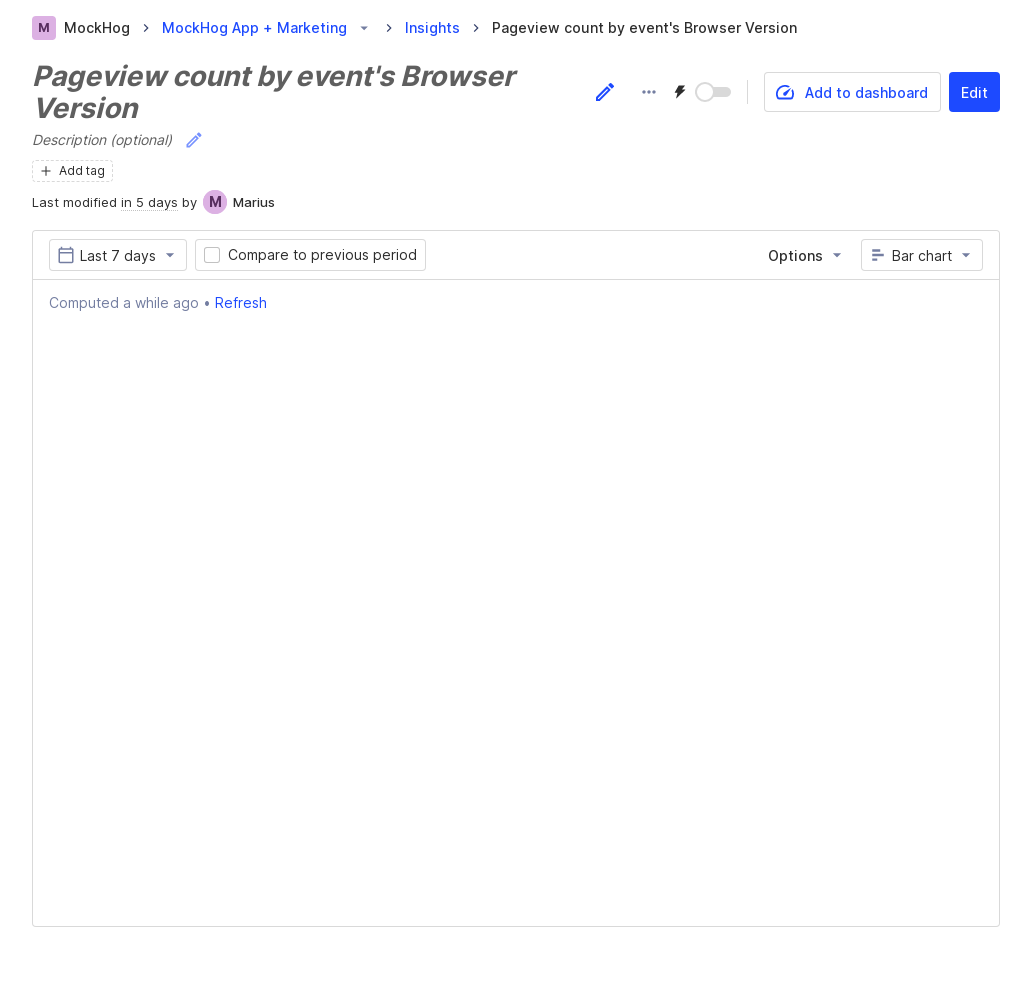 M MockHog MockHog App + Marketing Insights Pageview count by event's Browser Version
Pageview count by event's Browser
Version
Add to dashboard
Edit
Description (optional)
Add tag
Last modified in 5 days by M Marius
Last 7 days Compare to previous period Options Bar chart
Computed a while ago • Refresh